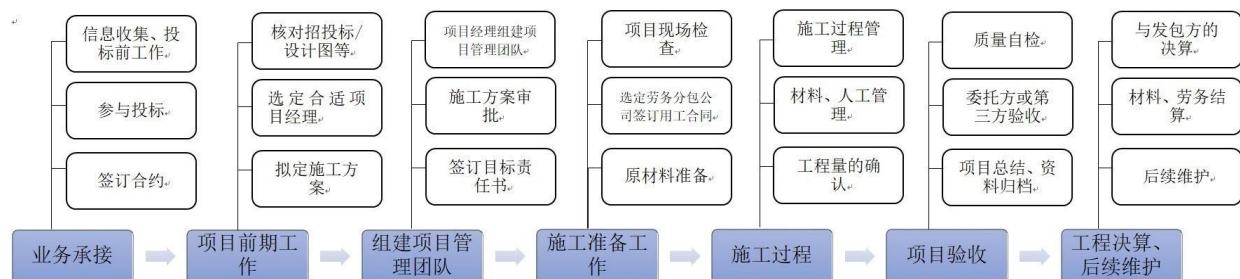 信息收集、投
标前工作
参与投标
签订合约
业务承接
核对招投标/
设计图等
选定合适项
目经理
拟定施工方
案
项目前期工
作
项目经理组建项
目管理团队
施工方案审
批
签订目标责
任书
组建项目管
理团队
项目现场检
查
选定劳务分包公
司签订用工合同
原材料准备
施工准备工
作
施工过程管
理
材料、人工管
理
工程量的确
认
施工过程
质量自检
委托方或第
三方验收
项目总结、资
料归档
项目验收
与发包方的
决算
材料、劳务结
算
后续维护
工程决算、
后续维护